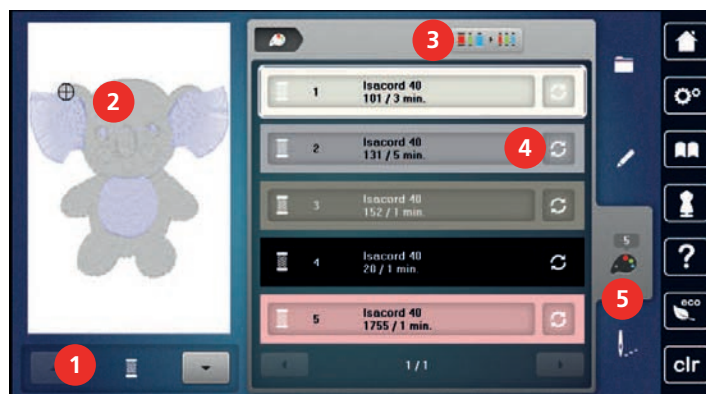 3
1
Isacord 40
101 / 3 min.
2
2
Isacord 40
131 / 5 min.
4
3
Isacord 40
152 / 1 min.
4
Isacord 40
20 / 1 min.
5
Isacord 40
1755 / 1 min.
1
1/1
5
5
?
eco
clr